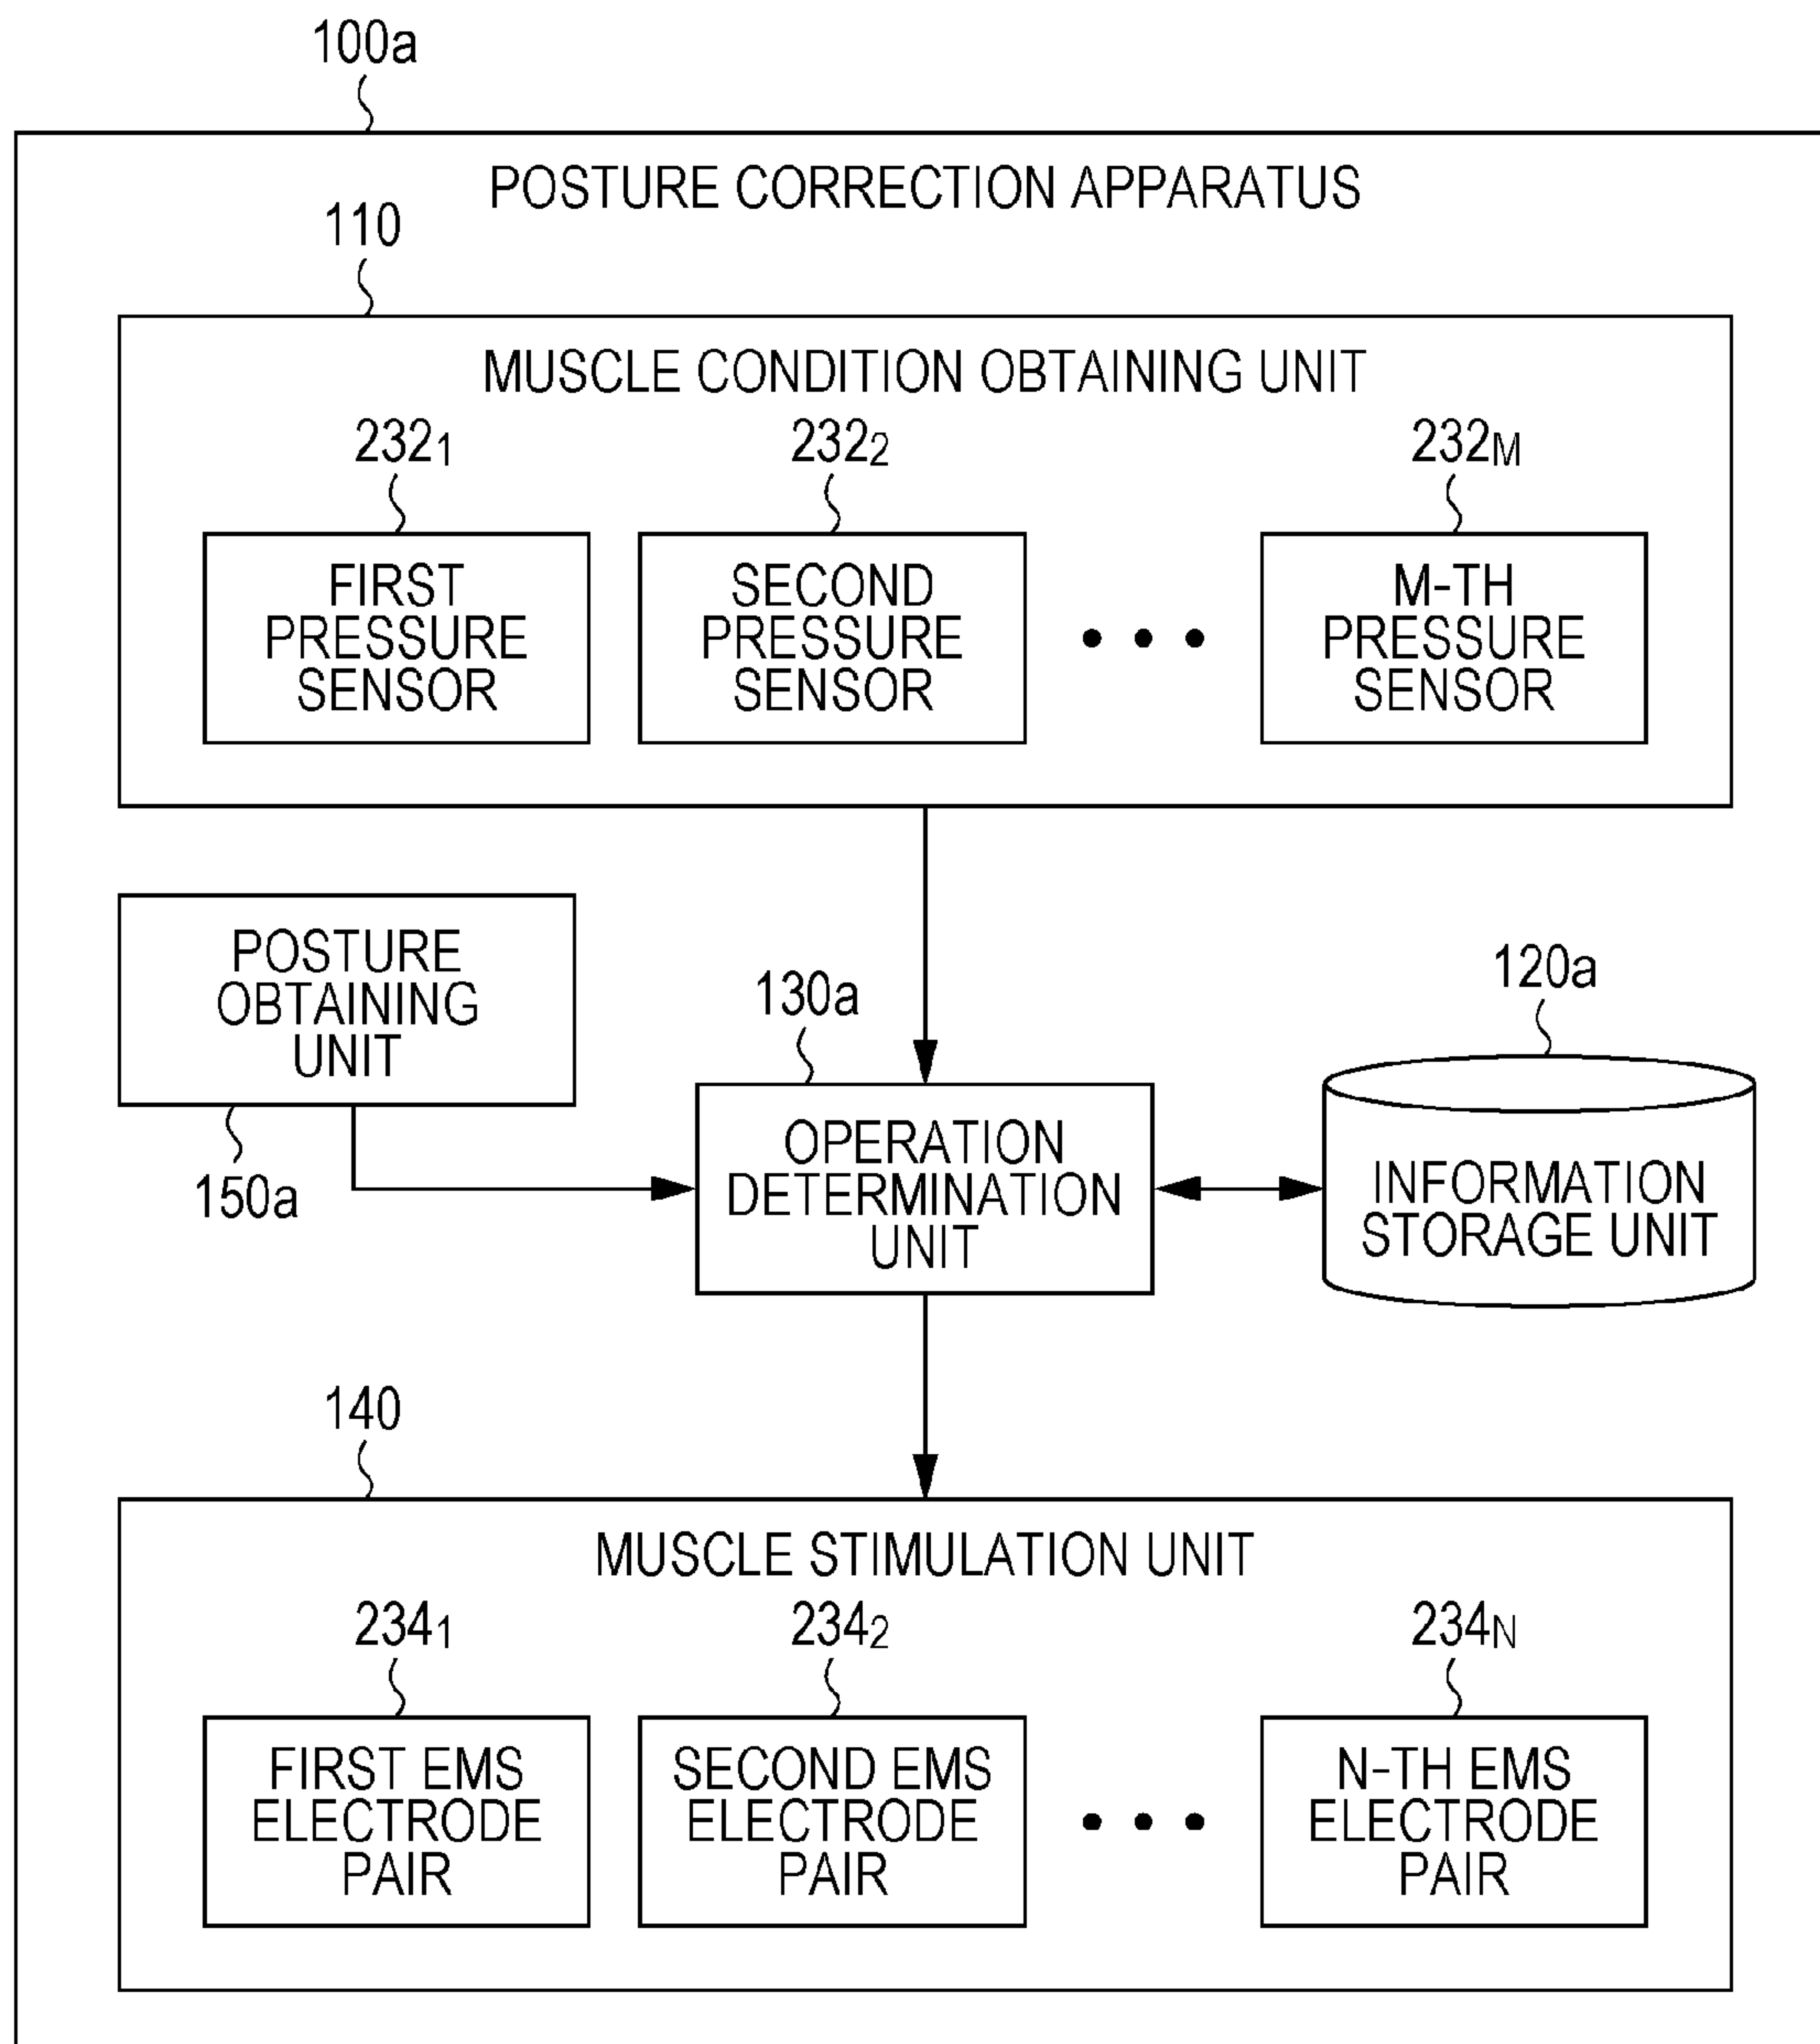 100a
POSTURE CORRECTION APPARATUS
110
MUSCLE CONDITION OBTAINING UNIT
232₁
232₂
232M
FIRST
PRESSURE
SENSOR
SECOND
PRESSURE
SENSOR
• • •
M-TH
PRESSURE
SENSOR
POSTURE
OBTAINING
UNIT
150a
130a
OPERATION
DETERMINATION
UNIT
120a
INFORMATION
STORAGE UNIT
140
MUSCLE STIMULATION UNIT
234₁
234₂
234N
FIRST EMS
ELECTRODE
PAIR
SECOND EMS
ELECTRODE
PAIR
• • •
N-TH EMS
ELECTRODE
PAIR